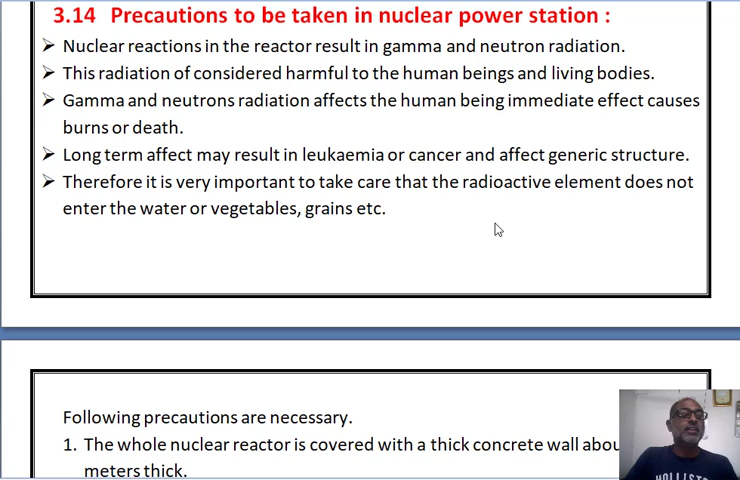 3.14 Precautions to be taken in nuclear power station :
➢ Nuclear reactions in the reactor result in gamma and neutron radiation.
➢ This radiation of considered harmful to the human beings and living bodies.
➢ Gamma and neutrons radiation affects the human being immediate effect causes
burns or death.
➢ Long term affect may result in leukaemia or cancer and affect generic structure.
➢ Therefore it is very important to take care that the radioactive element does not
enter the water or vegetables, grains etc.
Following precautions are necessary.
1. The whole nuclear reactor is covered with a thick concrete wall
meters thick.